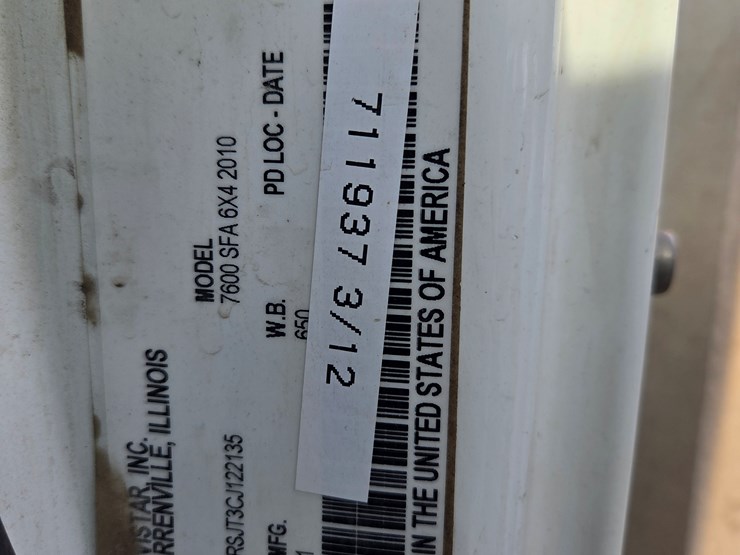 VISTAR, INC.
RRENVILLE, ILLINOIS
MODEL
7600 SFA 6X4 2010
RSJT3CJ122135
W.B.
PD LOC - DATE
MFG.
650
711937 3/12
IN THE UNITED STATES OF AMERICA